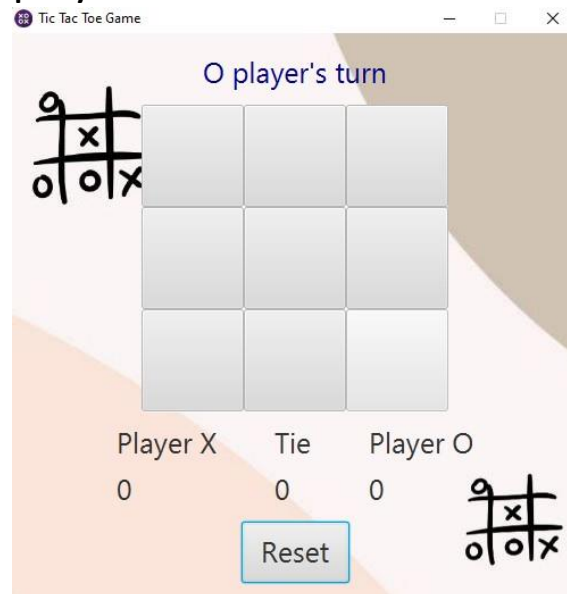 Tic Tac Toe Game
O player's turn
O
X
O O X
Player X Tie Player O
0 0 0
O
X
O O X
Reset